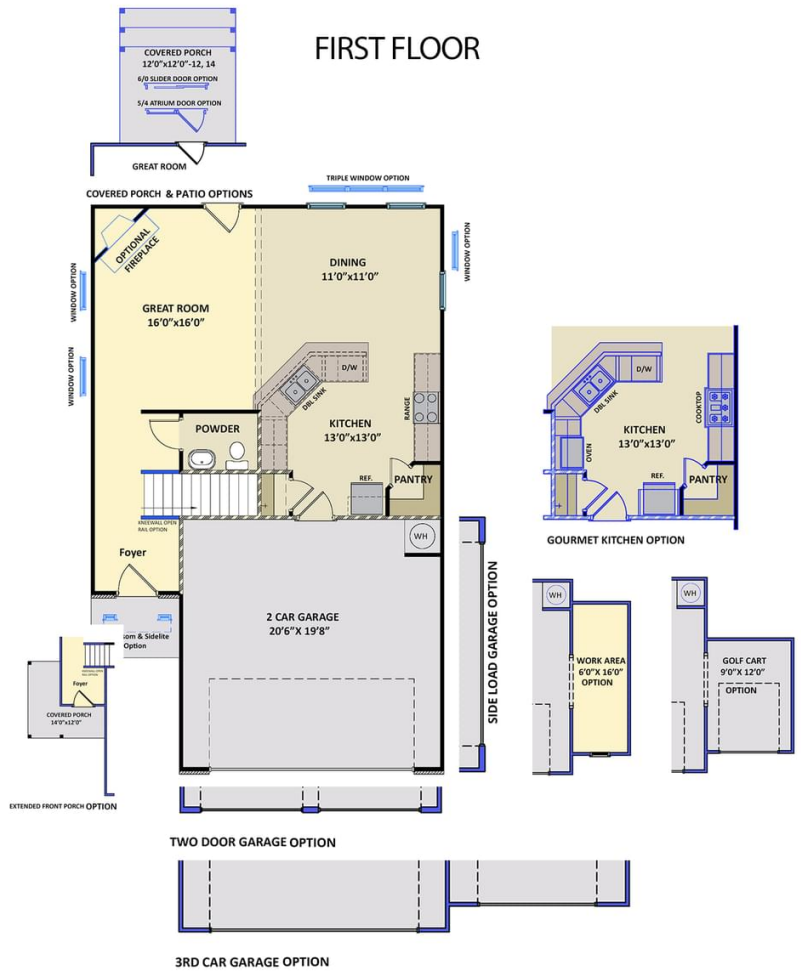 FIRST FLOOR
COVERED PORCH
12'0"x12'0"-12, 14
6/0 SLIDER DOOR OPTION
5/4 ATRIUM DOOR OPTION
GREAT ROOM
COVERED PORCH & PATIO OPTIONS
TRIPLE WINDOW OPTION
OPTIONAL
FIREPLACE
WINDOW OPTION
WINDOW OPTION
WINDOW OPTION
DINING
11'0"x11'0"
GREAT ROOM
16'0"x16'0"
D/W
DBL SINK
RANGE
KITCHEN
13'0"x13'0"
POWDER
REF.
PANTRY
KNEEWALL OPEN
RAIL OPTION
Foyer
WH
2 CAR GARAGE
20'6"X 19'8"
som & Sidelite
Option
SIDE LOAD GARAGE OPTION
D/W
DBL SINK
COOKTOP
KITCHEN
13'0"x13'0"
OVEN
REF.
PANTRY
GOURMET KITCHEN OPTION
WH
WORK AREA
6'0"X 16'0"
OPTION
WH
GOLF CART
9'0"X 12'0"
OPTION
Foyer
COVERED PORCH
14'0"x12'0"
EXTENDED FRONT PORCH OPTION
TWO DOOR GARAGE OPTION
3RD CAR GARAGE OPTION